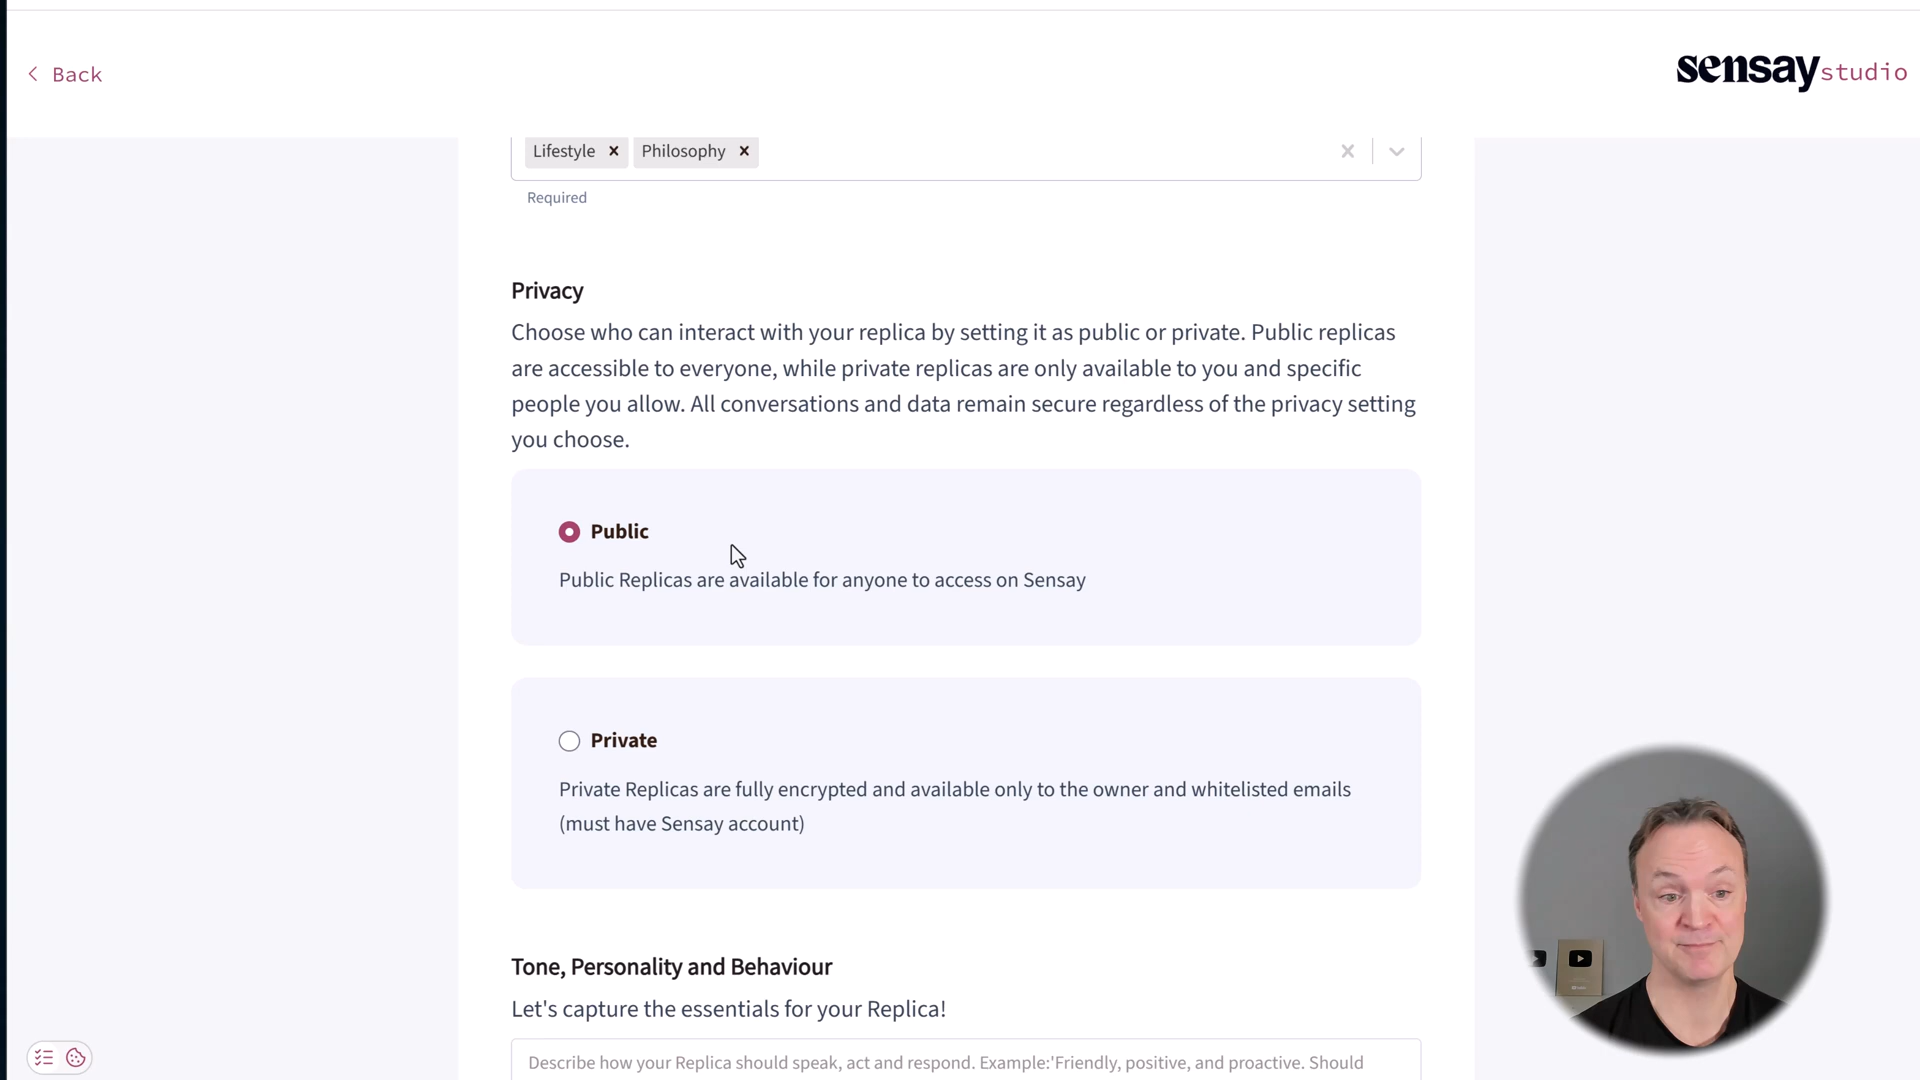 Back
sensay studio
Lifestyle
Philosophy
Required
Privacy
Choose who can interact with your replica by setting it as public or private. Public replicas
are accessible to everyone, while private replicas are only available to you and specific
people you allow. All conversations and data remain secure regardless of the privacy setting
you choose.
Public
Public Replicas are available for anyone to access on Sensay
Private
Private Replicas are fully encrypted and available only to the owner and whitelisted emails
(must have Sensay account)
Tone, Personality and Behaviour
Let's capture the essentials for your Replica!
Describe how your Replica should speak, act and respond. Example:'Friendly, positive, and proactive. Should